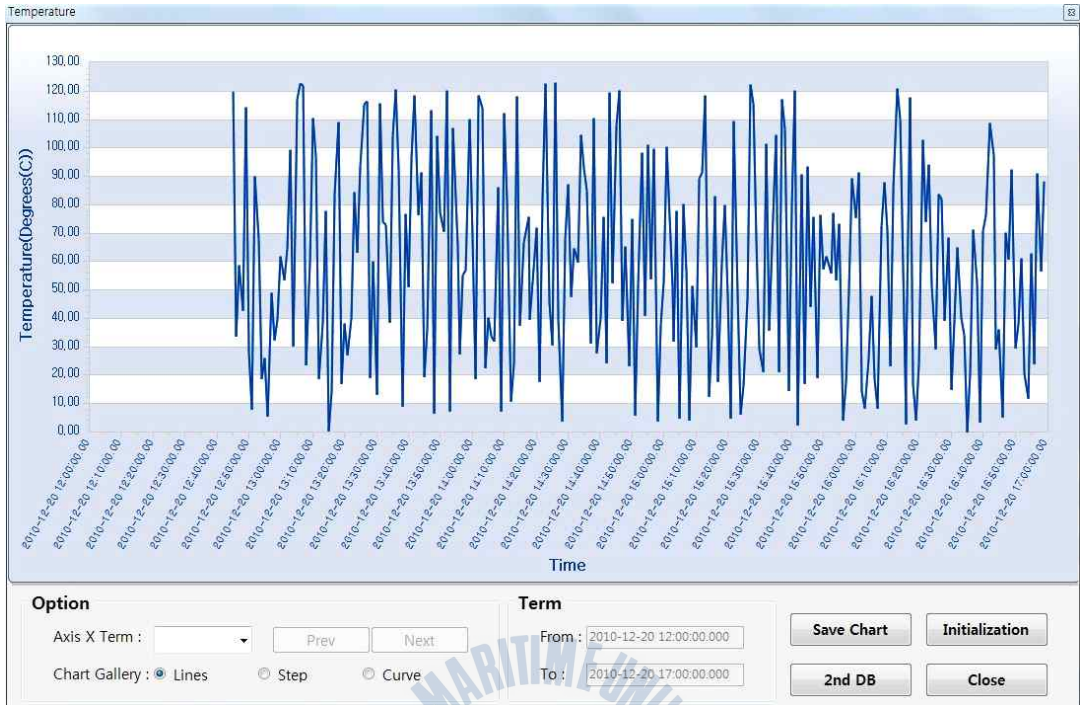 Temperature
130,00
120,00
110,00
100,00
90,00
80,00
70,00
60,00
50,00
40,00
30,00
20,00
10,00
0,00
Temperature(Degrees(C))
2010-12-20 12:00:00.00
2010-12-20 12:10:00.00
2010-12-20 12:20:00.00
2010-12-20 12:30:00.00
2010-12-20 12:40:00.00
2010-12-20 12:50:00.00
2010-12-20 13:00:00.00
2010-12-20 13:10:00.00
2010-12-20 13:20:00.00
2010-12-20 13:30:00.00
2010-12-20 13:40:00.00
2010-12-20 13:50:00.00
2010-12-20 14:00:00.00
2010-12-20 14:10:00.00
2010-12-20 14:20:00.00
2010-12-20 14:30:00.00
2010-12-20 14:40:00.00
2010-12-20 14:50:00.00
2010-12-20 15:00:00.00
2010-12-20 15:10:00.00
2010-12-20 15:20:00.00
2010-12-20 15:30:00.00
2010-12-20 15:40:00.00
2010-12-20 15:50:00.00
2010-12-20 16:00:00.00
2010-12-20 16:10:00.00
2010-12-20 16:20:00.00
2010-12-20 16:30:00.00
2010-12-20 16:40:00.00
2010-12-20 16:50:00.00
2010-12-20 17:00:00.00
Time
Option
Axis X Term :
Prev
Next
Chart Gallery :
Lines
Step
Curve
Term
From : 2010-12-20 12:00:00.000
To : 2010-12-20 17:00:00.000
Save Chart
Initialization
2nd DB
Close